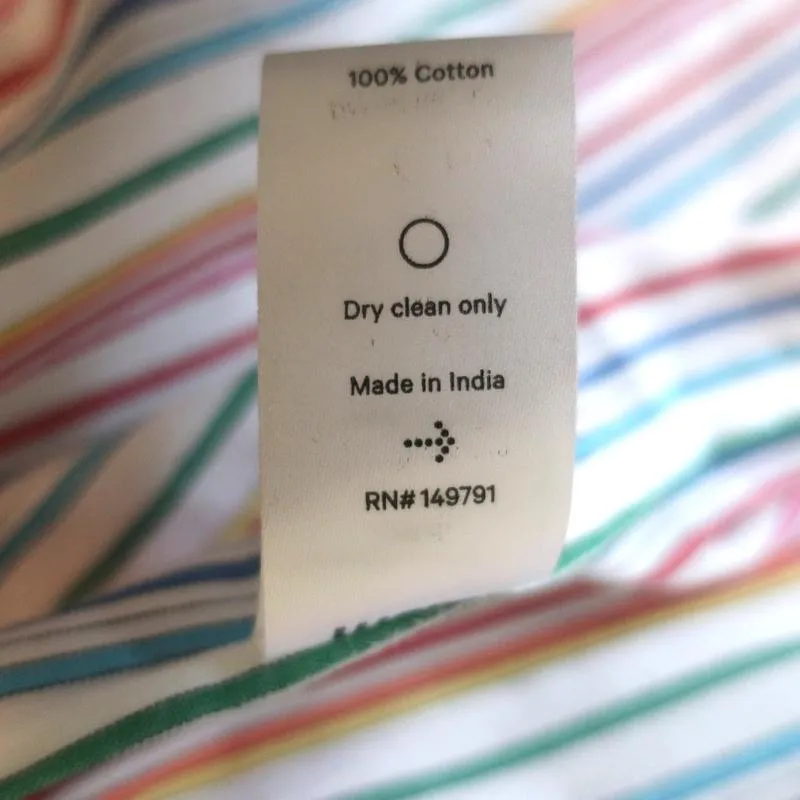 100% Cotton
Dry clean only
Made in India
RN# 149791